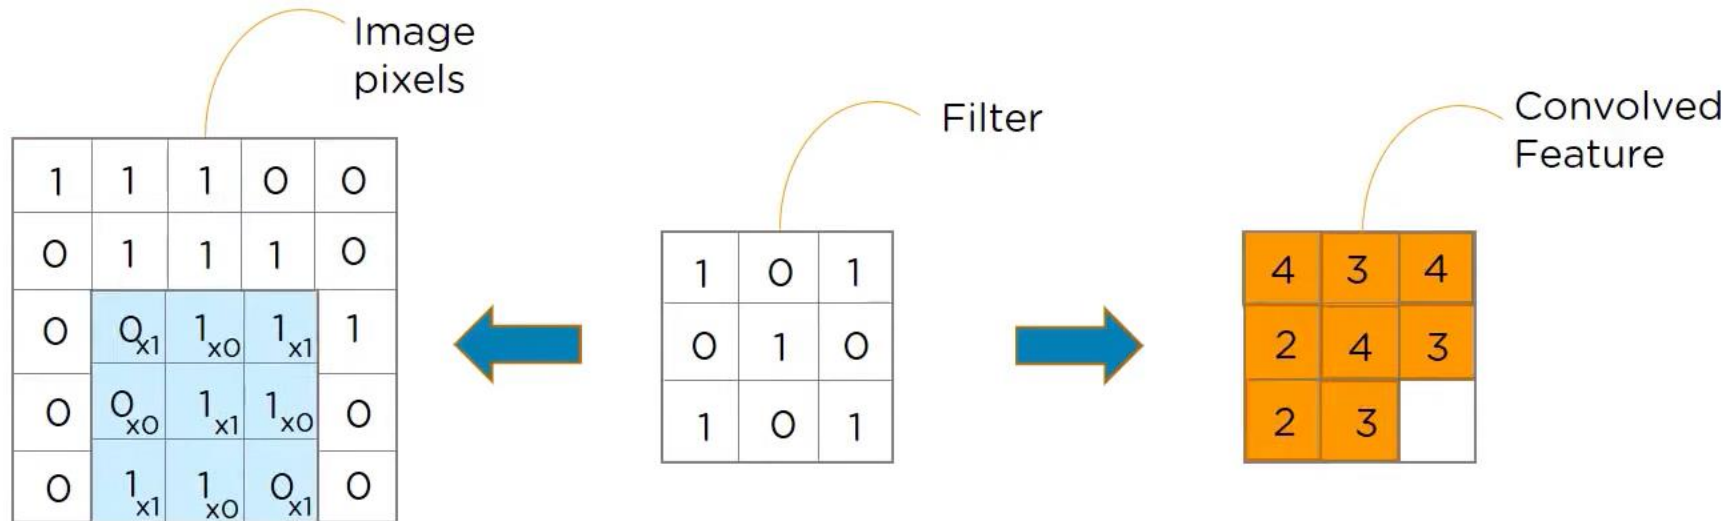 Image
pixels
Filter
Convolved
Feature
1 1 1 0 0
0 1 1 1 0
0 0x1 1x0 1x1 1
0 0x0 1x1 1x0 0
0 1x1 1x0 0x1 0
1 0 1
0 1 0
1 0 1
4 3 4
2 4 3
2 3